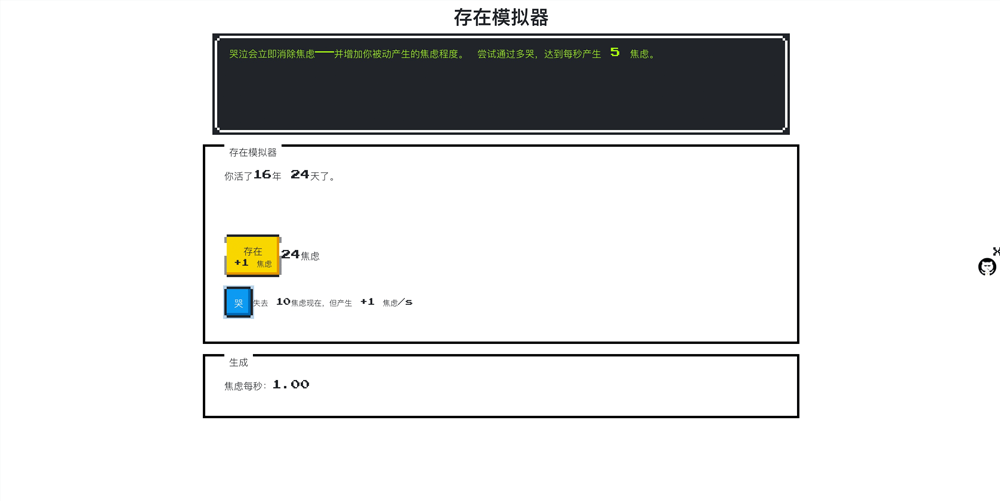 存在模拟器
哭泣会立即消除焦虑——并增加你被动产生的焦虑程度。 尝试通过多哭，达到每秒产生 5 焦虑。
存在模拟器
你活了16年 24天了。
存在
+1 焦虑
24焦虑
哭
失去 10焦虑现在，但产生 +1 焦虑/s
生成
焦虑每秒：1.00